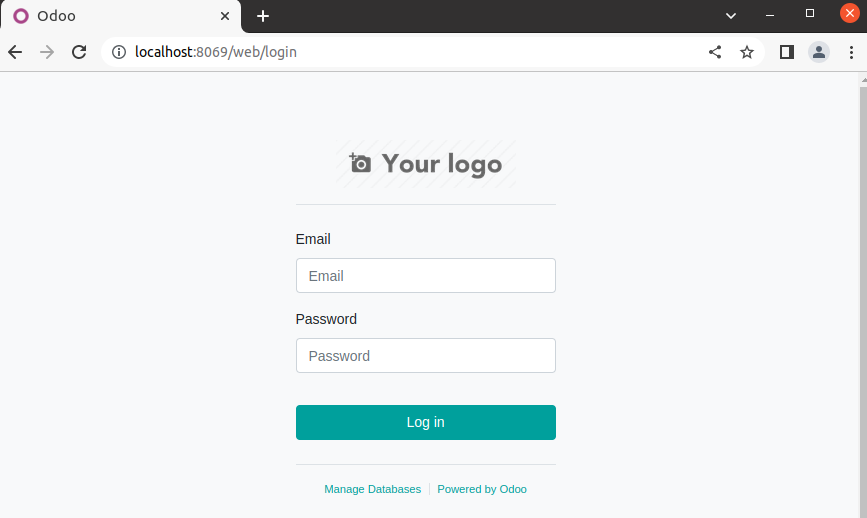 Odoo
localhost:8069/web/login
Your logo
Email
Email
Password
Password
Log in
Manage Databases Powered by Odoo